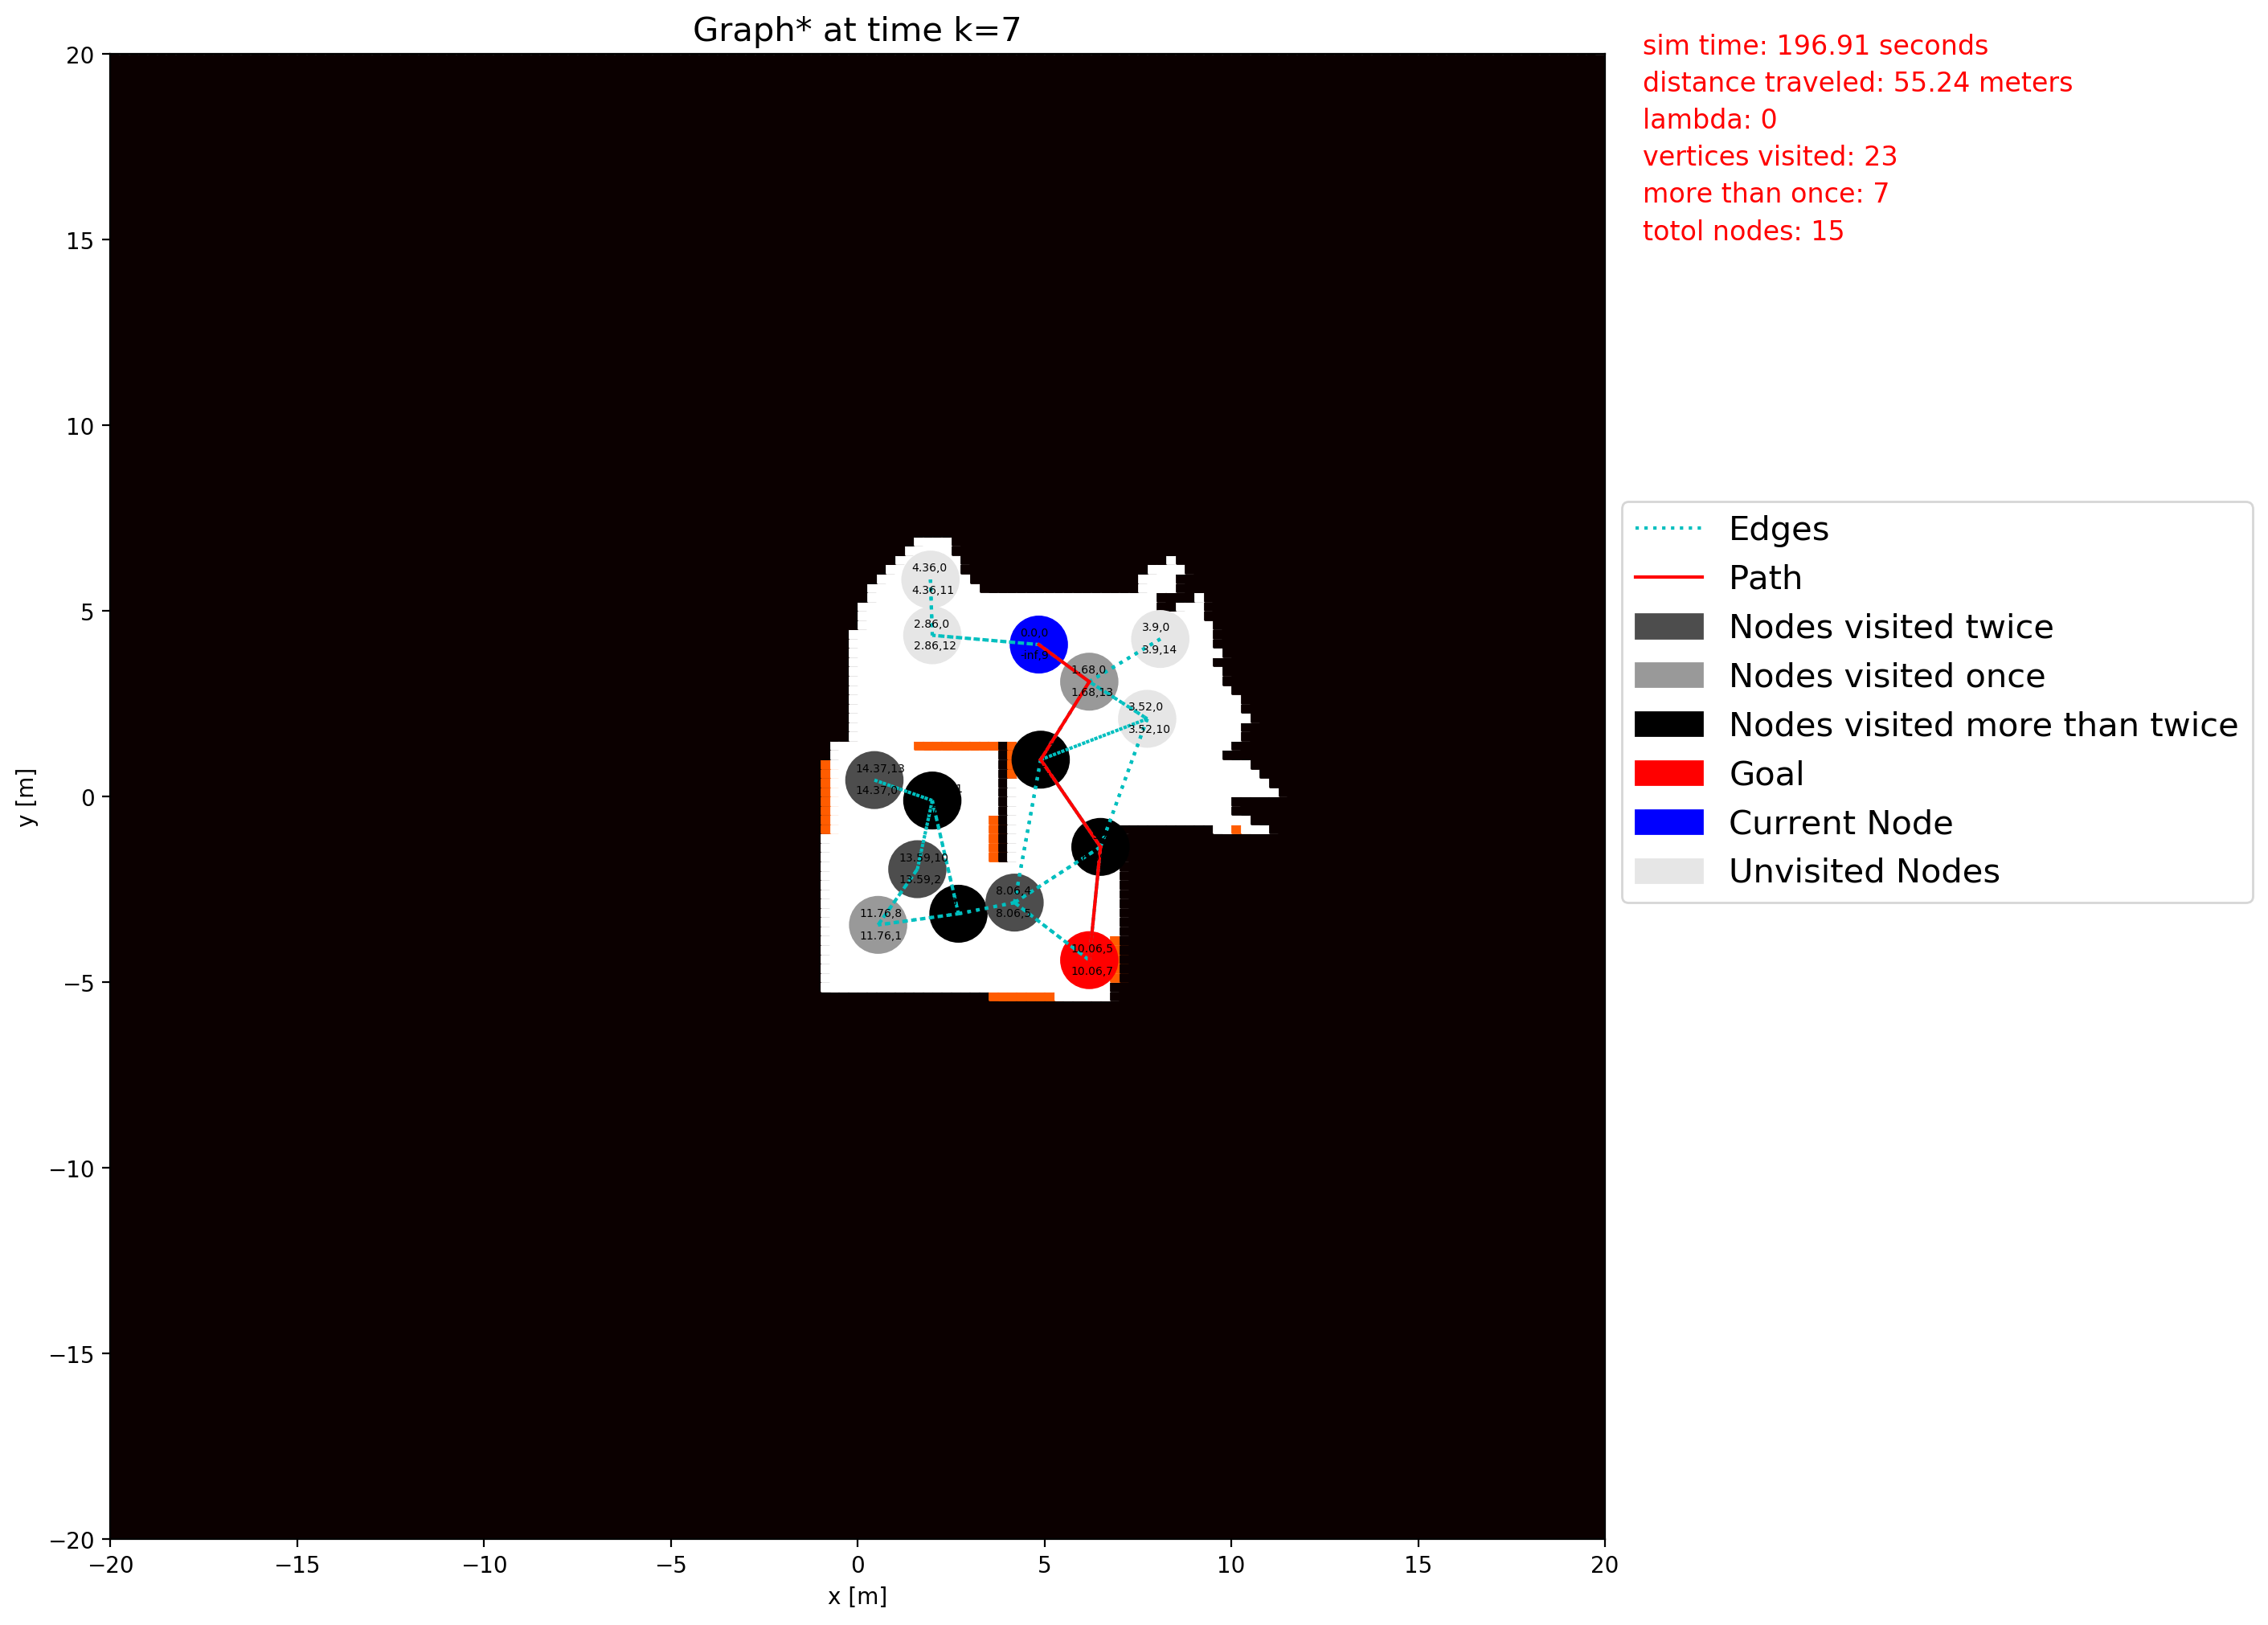 Graph* at time k=7
sim time: 196.91 seconds
distance traveled: 55.24 meters
lambda: 0
vertices visited: 23
more than once: 7
totol nodes: 15
20
15
10
5
0
−5
−10
−15
−20
y [m]
−20
−15
−10
−5
0
5
10
15
20
x [m]
4.36,0
4.36,11
2.86,0
2.86,12
0.0,0
3.9,0
3.9,14
1.68,0
1.68,13
3.52,0
3.52,10
14.37,13
14.37,0
13.59,10
13.59,2
11.76,8
11.76,1
8.06,4
8.06,5
10.06,5
10.06,7
Edges
Path
Nodes visited twice
Nodes visited once
Nodes visited more than twice
Goal
Current Node
Unvisited Nodes